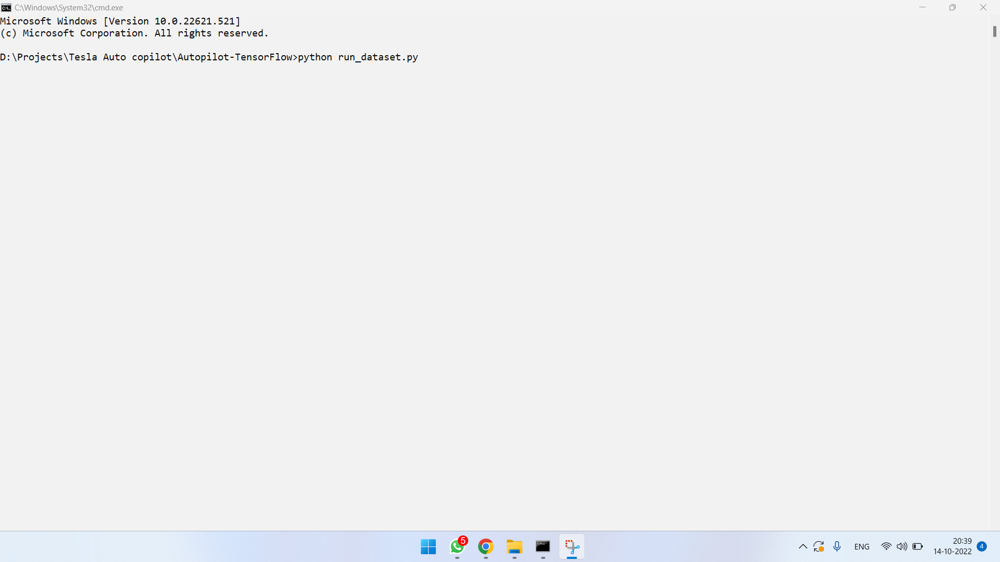 C:\Windows\System32\cmd.exe
Microsoft Windows [Version 10.0.22621.521]
(c) Microsoft Corporation. All rights reserved.
D:\Projects\Tesla Auto copilot\Autopilot-TensorFlow>python run_dataset.py
5
ENG
20:39
14-10-2022
4